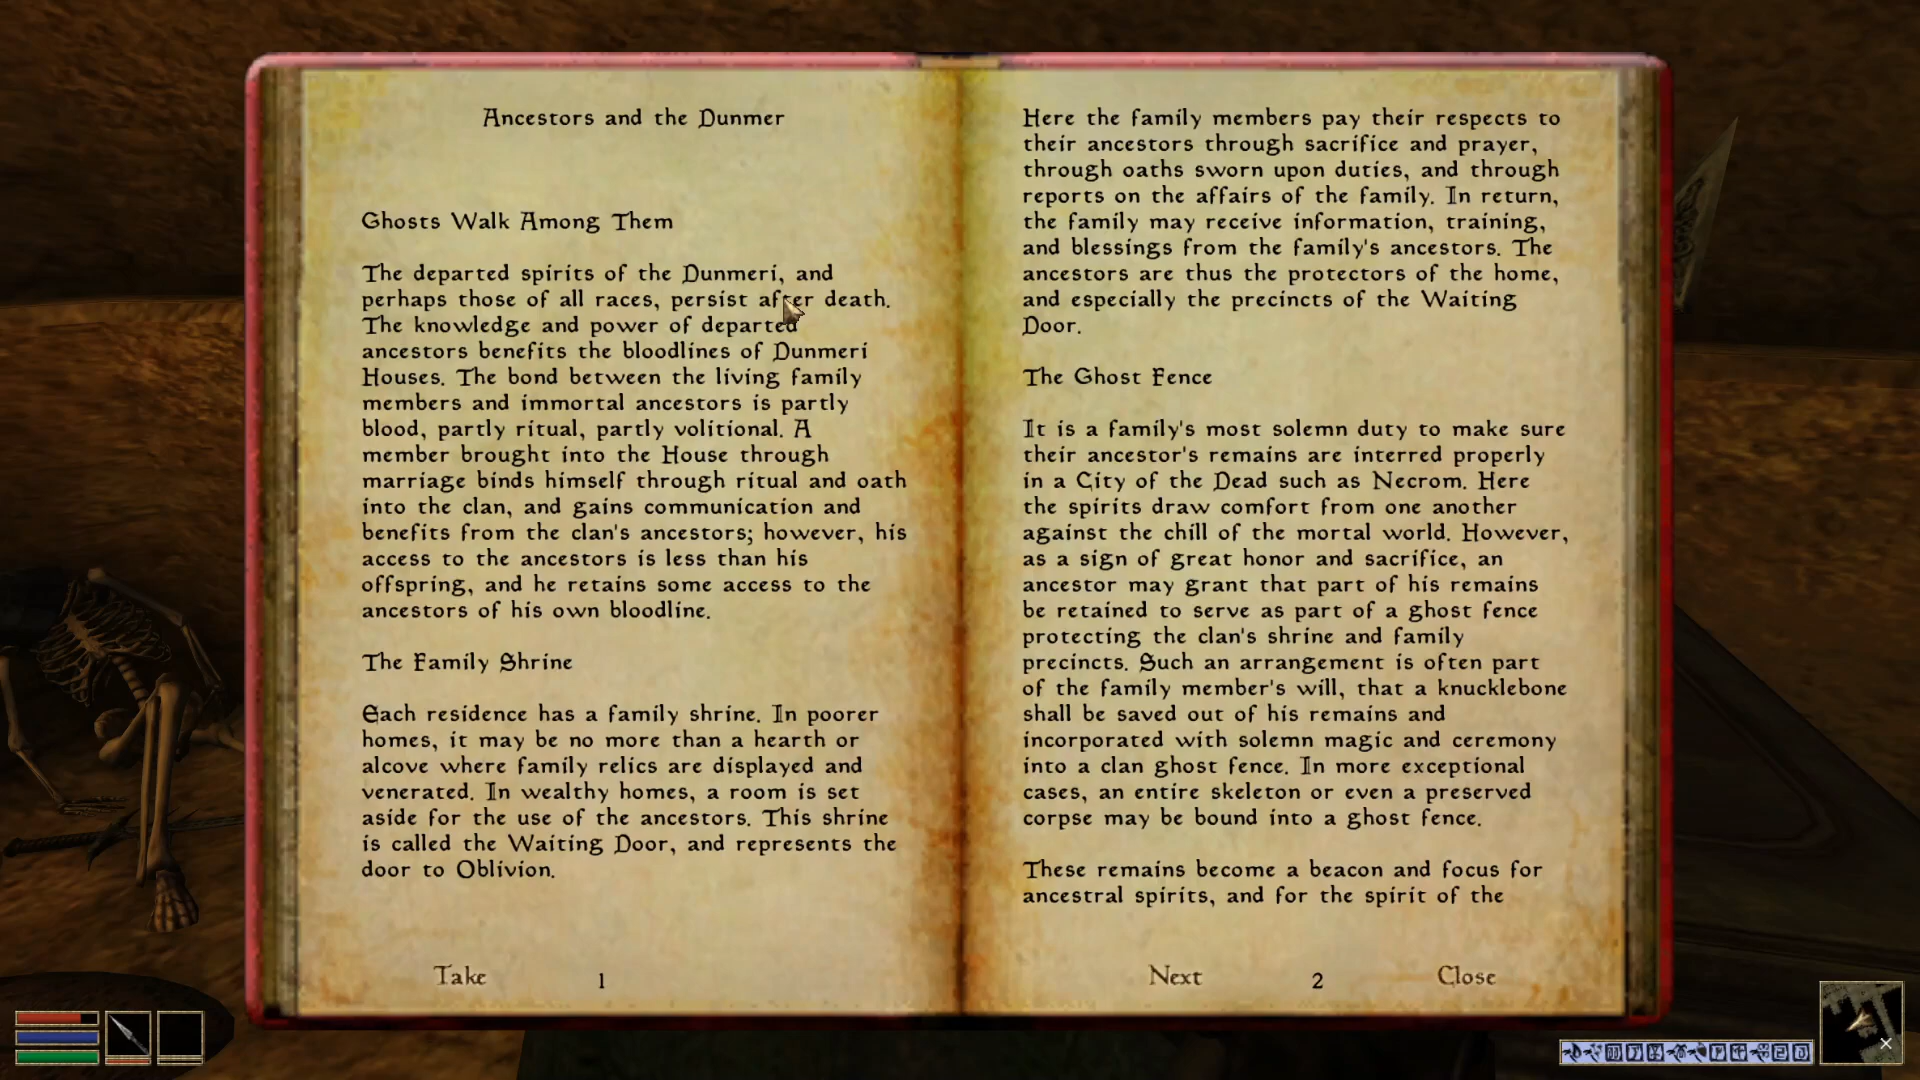 Ancestors and the Dunmer
Ghosts Walk Among Them
The departed spirits of the Dunmeri, and
perhaps those of all races, persist after death.
The knowledge and power of departed
ancestors benefits the bloodlines of Dunmeri
Houses. The bond between the living family
members and immortal ancestors is partly
blood, partly ritual, partly volitional. A
member brought into the House through
marriage binds himself through ritual and oath
into the clan, and gains communication and
benefits from the clan's ancestors; however, his
access to the ancestors is less than his
offspring, and he retains some access to the
ancestors of his own bloodline.
The Family Shrine
Each residence has a family shrine. In poorer
homes, it may be no more than a hearth or
alcove where family relics are displayed and
venerated. In wealthy homes, a room is set
aside for the use of the ancestors. This shrine
is called the Waiting Door, and represents the
door to Oblivion.
Take 1
Here the family members pay their respects to
their ancestors through sacrifice and prayer,
through oaths sworn upon duties, and through
reports on the affairs of the family. In return,
the family may receive information, training,
and blessings from the family's ancestors. The
ancestors are thus the protectors of the home,
and especially the precincts of the Waiting
Door.
The Ghost Fence
It is a family's most solemn duty to make sure
their ancestor's remains are interred properly
in a City of the Dead such as Necrom. Here
the spirits draw comfort from one another
against the chill of the mortal world. However,
as a sign of great honor and sacrifice, an
ancestor may grant that part of his remains
be retained to serve as part of a ghost fence
protecting the clan's shrine and family
precincts. Such an arrangement is often part
of the family member's will, that a knucklebone
shall be saved out of his remains and
incorporated with solemn magic and ceremony
into a clan ghost fence. In more exceptional
cases, an entire skeleton or even a preserved
corpse may be bound into a ghost fence.
These remains become a beacon and focus for
ancestral spirits, and for the spirit of the
Next 2 Close